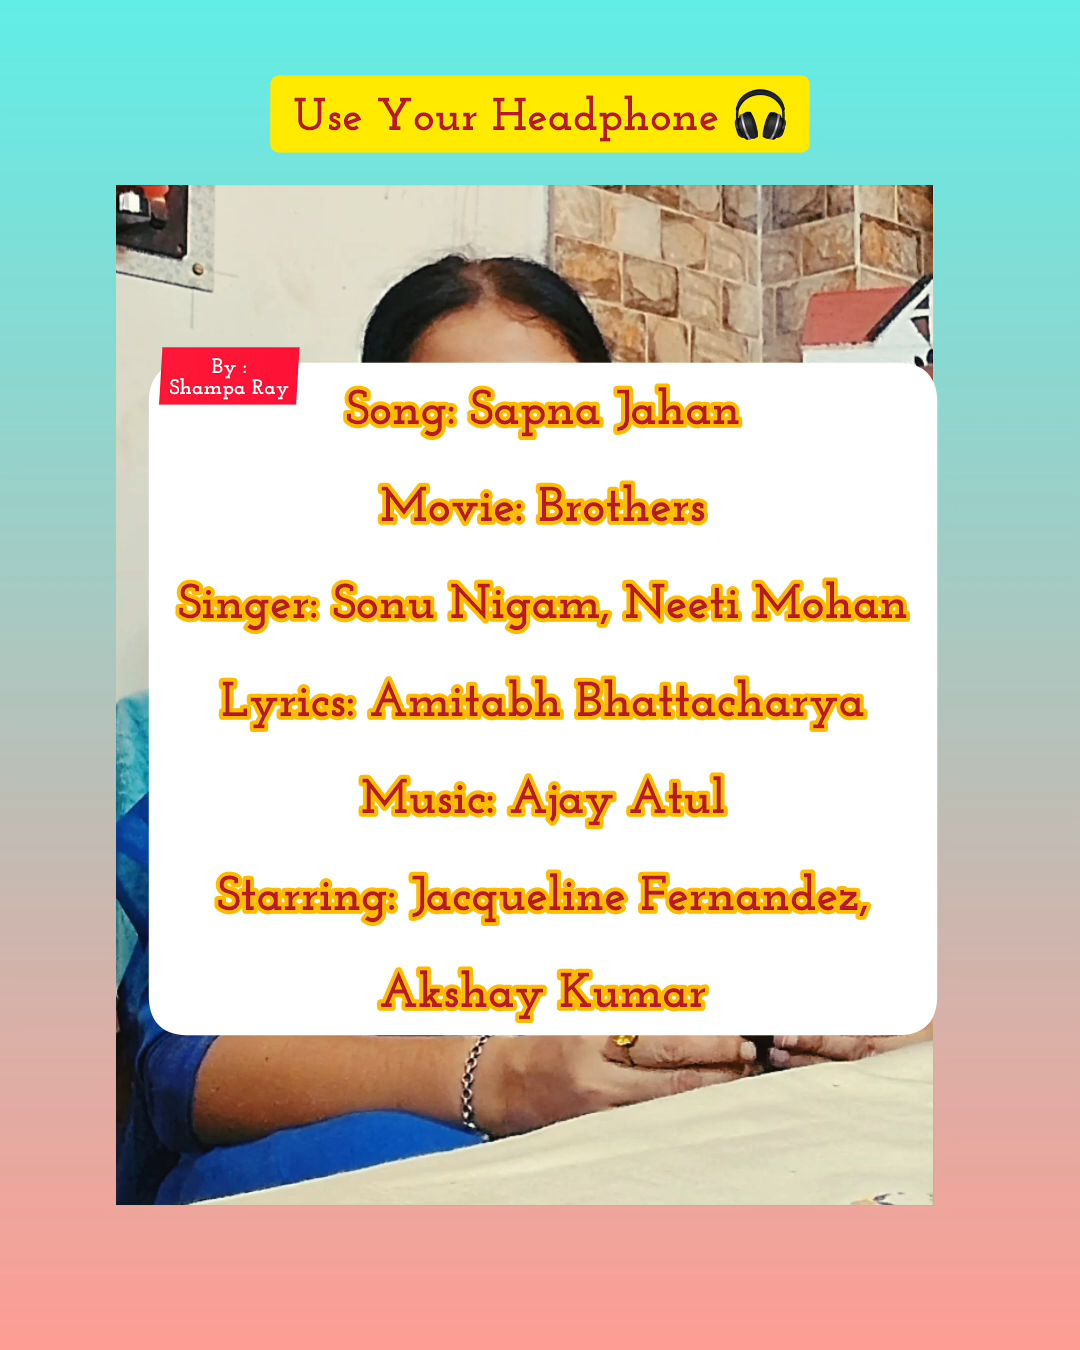 Use Your Headphone
By :
Shampa Ray
Song: Sapna Jahan
Movie: Brothers
Singer: Sonu Nigam, Neeti Mohan
Lyrics: Amitabh Bhattacharya
Music: Ajay Atul
Starring: Jacqueline Fernandez,
Akshay Kumar